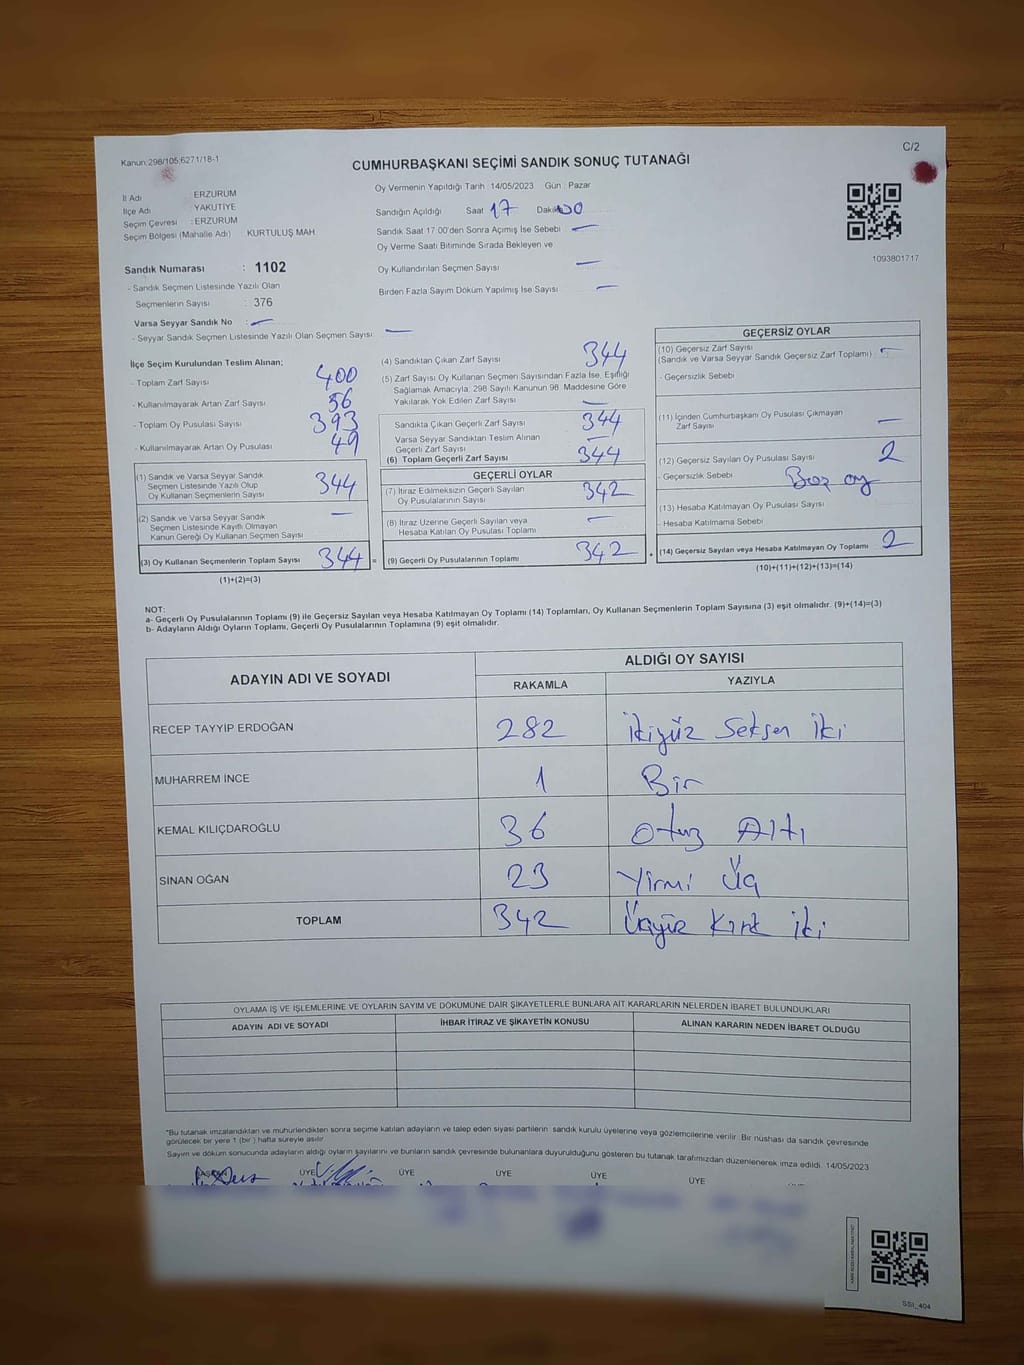 Kanun:298/105;6271/18-1
C/2
CUMHURBAŞKANI SEÇİMİ SANDIK SONUÇ TUTANAĞI
İl Adı : ERZURUM
İlçe Adı : YAKUTİYE
Seçim Çevresi : ERZURUM
Seçim Bölgesi (Mahalle Adı) : KURTULUŞ MAH.
Sandık Numarası : 1102
- Sandık Seçmen Listesinde Yazılı Olan
Seçmenlerin Sayısı : 376
Varsa Seyyar Sandık No : —
- Seyyar Sandık Seçmen Listesinde Yazılı Olan Seçmen Sayısı : —
Oy Vermenin Yapıldığı Tarih 14/05/2023 Gün : Pazar
Sandığın Açıldığı Saat 17 Dakika 00
Sandık Saat 17:00'den Sonra Açımış İse Sebebi —
Oy Verme Saati Bitiminde Sırada Bekleyen ve
Oy Kullandırılan Seçmen Sayısı —
Birden Fazla Sayım Döküm Yapılmış İse Sayısı —
1093801717
İlçe Seçim Kurulundan Teslim Alınan;
- Toplam Zarf Sayısı 400
- Kullanılmayarak Artan Zarf Sayısı 56
- Toplam Oy Pusulası Sayısı 393
- Kullanılmayarak Artan Oy Pusulası 49
(1) Sandık ve Varsa Seyyar Sandık
Seçmen Listesinde Yazılı Olup
Oy Kullanan Seçmenlerin Sayısı 344
(2) Sandık ve Varsa Seyyar Sandık
Seçmen Listesinde Kayıtlı Olmayan
Kanun Gereği Oy Kullanan Seçmen Sayısı —
(3) Oy Kullanan Seçmenlerin Toplam Sayısı 344 =
(1)+(2)=(3)
(4) Sandıktan Çıkan Zarf Sayısı 344
(5) Zarf Sayısı Oy Kullanan Seçmen Sayısından Fazla İse, Eşitliği
Sağlamak Amacıyla; 298 Sayılı Kanunun 98. Maddesine Göre
Yakılarak Yok Edilen Zarf Sayısı —
Sandıkta Çıkan Geçerli Zarf Sayısı 344
Varsa Seyyar Sandıktan Teslim Alınan
Geçerli Zarf Sayısı —
(6) Toplam Geçerli Zarf Sayısı 344
GEÇERLİ OYLAR
(7) İtiraz Edilmeksizin Geçerli Sayılan
Oy Pusulalarının Sayısı 342
(8) İtiraz Üzerine Geçerli Sayılan veya
Hesaba Katılan Oy Pusulası Toplamı —
(9) Geçerli Oy Pusulalarının Toplamı 342
GEÇERSİZ OYLAR
(10) Geçersiz Zarf Sayısı
(Sandık ve Varsa Seyyar Sandık Geçersiz Zarf Toplamı) —
- Geçersizlik Sebebi
(11) İçinden Cumhurbaşkanı Oy Pusulası Çıkmayan
Zarf Sayısı —
(12) Geçersiz Sayılan Oy Pusulası Sayısı 2
- Geçersizlik Sebebi Boş oy
(13) Hesaba Katılmayan Oy Pusulası Sayısı
- Hesaba Katılmama Sebebi
(14) Geçersiz Sayılan veya Hesaba Katılmayan Oy Toplamı 2
(10)+(11)+(12)+(13)=(14)
NOT:
a- Geçerli Oy Pusulalarının Toplamı (9) ile Geçersiz Sayılan veya Hesaba Katılmayan Oy Toplamı (14) Toplamları, Oy Kullanan Seçmenlerin Toplam Sayısına (3) eşit olmalıdır. (9)+(14)=(3)
b- Adayların Aldığı Oyların Toplamı, Geçerli Oy Pusulalarının Toplamına (9) eşit olmalıdır.
ADAYIN ADI VE SOYADI
ALDIĞI OY SAYISI
RAKAMLA YAZIYLA
RECEP TAYYİP ERDOĞAN 282 İkiyüz Seksen İki
MUHARREM İNCE 1 Bir
KEMAL KILIÇDAROĞLU 36 Otuz Altı
SİNAN OĞAN 23 Yirmi Üç
TOPLAM 342 Üçyüz Kırk İki
OYLAMA İŞ VE İŞLEMLERİNE VE OYLARIN SAYIM VE DÖKÜMÜNE DAİR ŞİKAYETLERLE BUNLARA AİT KARARLARIN NELERDEN İBARET BULUNDUKLARI
ADAYIN ADI VE SOYADI İHBAR İTİRAZ VE ŞİKAYETİN KONUSU ALINAN KARARIN NEDEN İBARET OLDUĞU
"Bu tutanak imzalandıktan ve mühürlendikten sonra seçime katılan adayların ve talep eden siyasi partilerin sandık kurulu üyelerine veya gözlemcilerine verilir. Bir nüshası da sandık çevresinde
görülecek bir yere 1 (bir) hafta süreyle asılır
Sayım ve döküm sonucunda adayların aldığı oyların sayılarını ve bunların sandık çevresinde bulunanlara duyurulduğunu gösteren bu tutanak tarafımızdan düzenlenerek imza edildi. 14/05/2023
BAŞKAN ÜYE ÜYE ÜYE ÜYE ÜYE
SSI_404